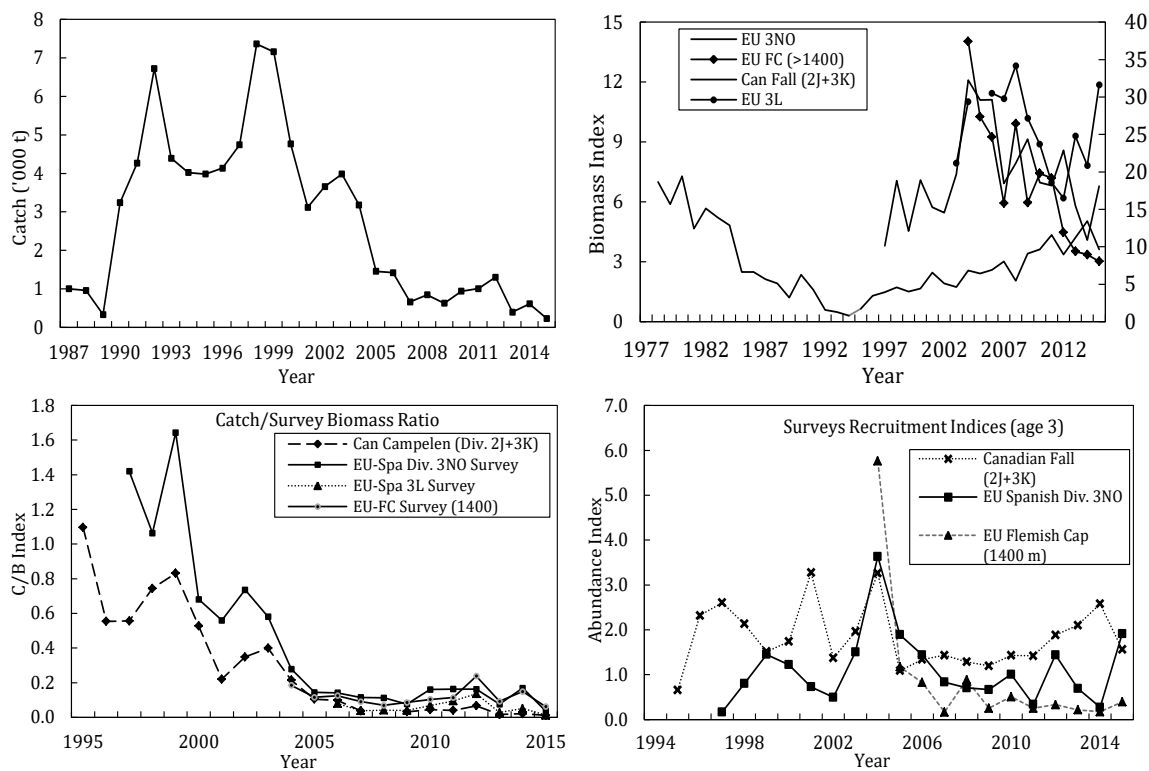 8
7
6
5
4
3
2
1
0
Catch ('000 t)
1987 1990 1993 1996 1999 2002 2005 2008 2011 2014
Year
15
12
9
6
3
0
Biomass Index
40
35
30
25
20
15
10
5
0
EU 3NO
EU FC (>1400)
Can Fall (2J+3K)
EU 3L
1977 1982 1987 1992 1997 2002 2007 2012
Year
1.8
1.6
1.4
1.2
1.0
0.8
0.6
0.4
0.2
0.0
C/B Index
Catch/Survey Biomass Ratio
Can Campelen (Div. 2J+3K)
EU-Spa Div. 3NO Survey
EU-Spa 3L Survey
EU-FC Survey (1400)
1995 2000 2005 2010 2015
Year
7.0
6.0
5.0
4.0
3.0
2.0
1.0
0.0
Abundance Index
Surveys Recruitment Indices (age 3)
Canadian Fall
(2J+3K)
EU Spanish Div. 3NO
EU Flemish Cap
(1400 m)
1994 1998 2002 2006 2010 2014
Year